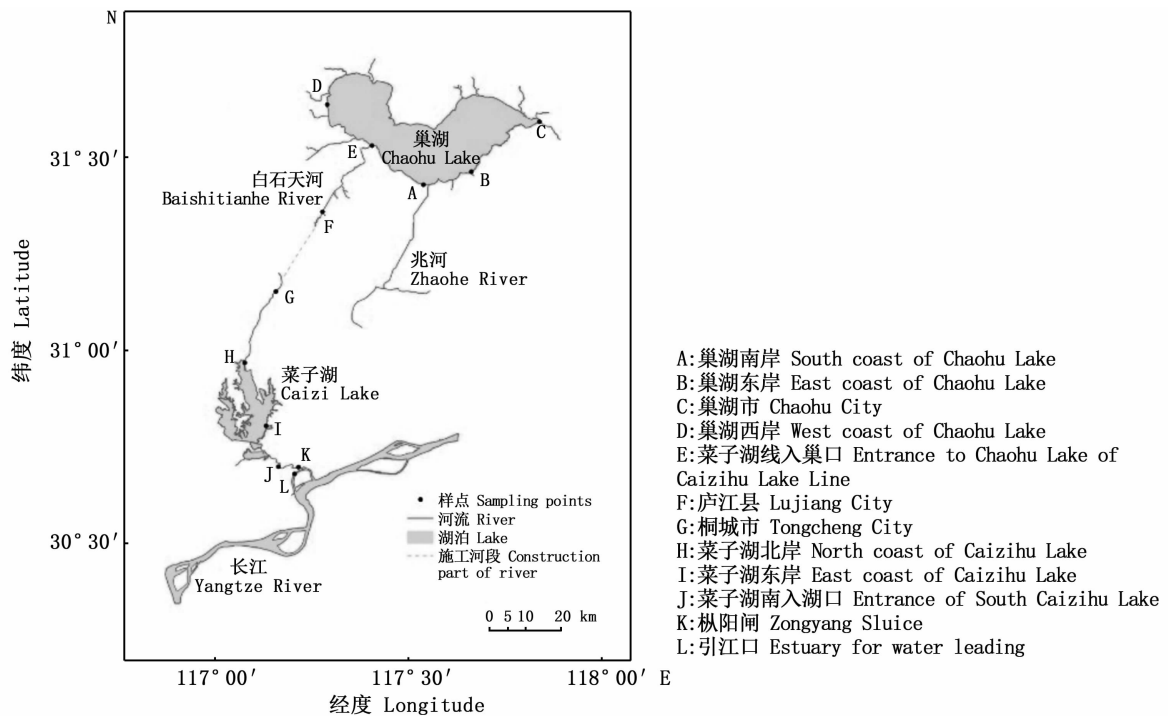 N
D
巢湖
Chaohu Lake
C
E
31°30′
白石天河
Baishitianhe River
A
B
F
兆河
Zhaohe River
G
纬度 Latitude
31°00′
H
菜子湖
Caizi Lake
I
J
K
L
样点 Sampling points
河流 River
湖泊 Lake
施工河段 Construction
part of river
30°30′
长江
Yangtze River
0 5 10 20 km
117°00′
117°30′
118°00′ E
经度 Longitude
A:巢湖南岸 South coast of Chaohu Lake
B:巢湖东岸 East coast of Chaohu Lake
C:巢湖市 Chaohu City
D:巢湖西岸 West coast of Chaohu Lake
E:菜子湖线入巢口 Entrance to Chaohu Lake of
Caizihu Lake Line
F:庐江县 Lujiang City
G:桐城市 Tongcheng City
H:菜子湖北岸 North coast of Caizihu Lake
I:菜子湖东岸 East coast of Caizihu Lake
J:菜子湖南入湖口 Entrance of South Caizihu Lake
K:枞阳闸 Zongyang Sluice
L:引江口 Estuary for water leading